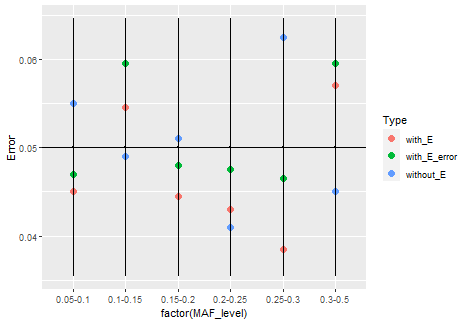 Error
0.06
0.05
0.04
0.05-0.1 0.1-0.15 0.15-0.2 0.2-0.25 0.25-0.3 0.3-0.5
factor(MAF_level)
Type
with_E
with_E_error
without_E